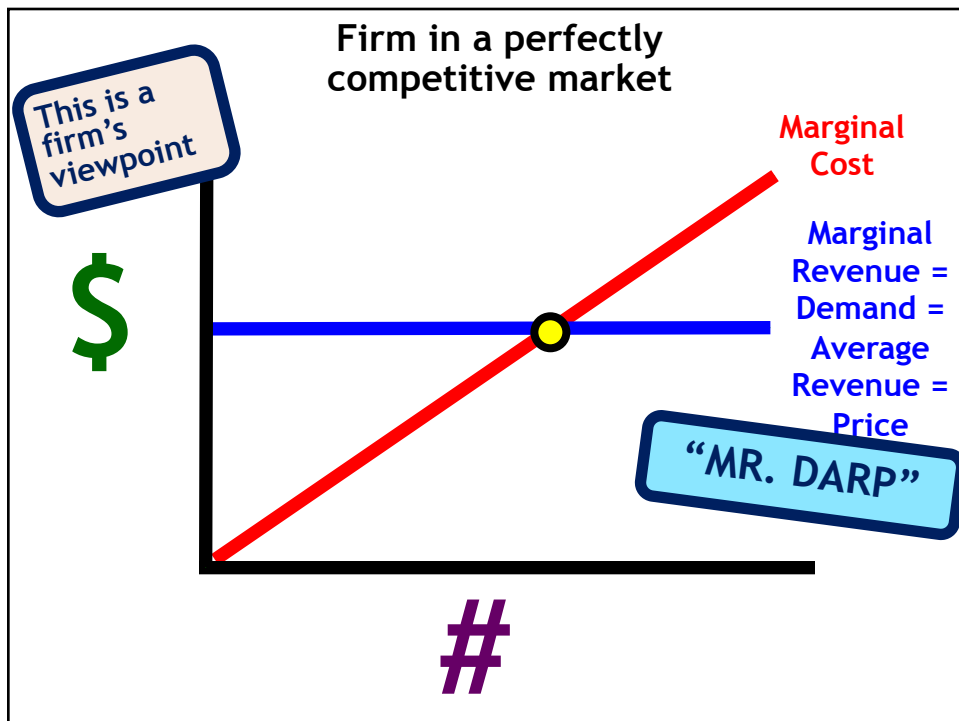 Firm in a perfectly
competitive market
This is a
firm’s
viewpoint
Marginal
Cost
$
Marginal
Revenue =
Demand =
Average
Revenue =
Price
“MR. DARP”
#